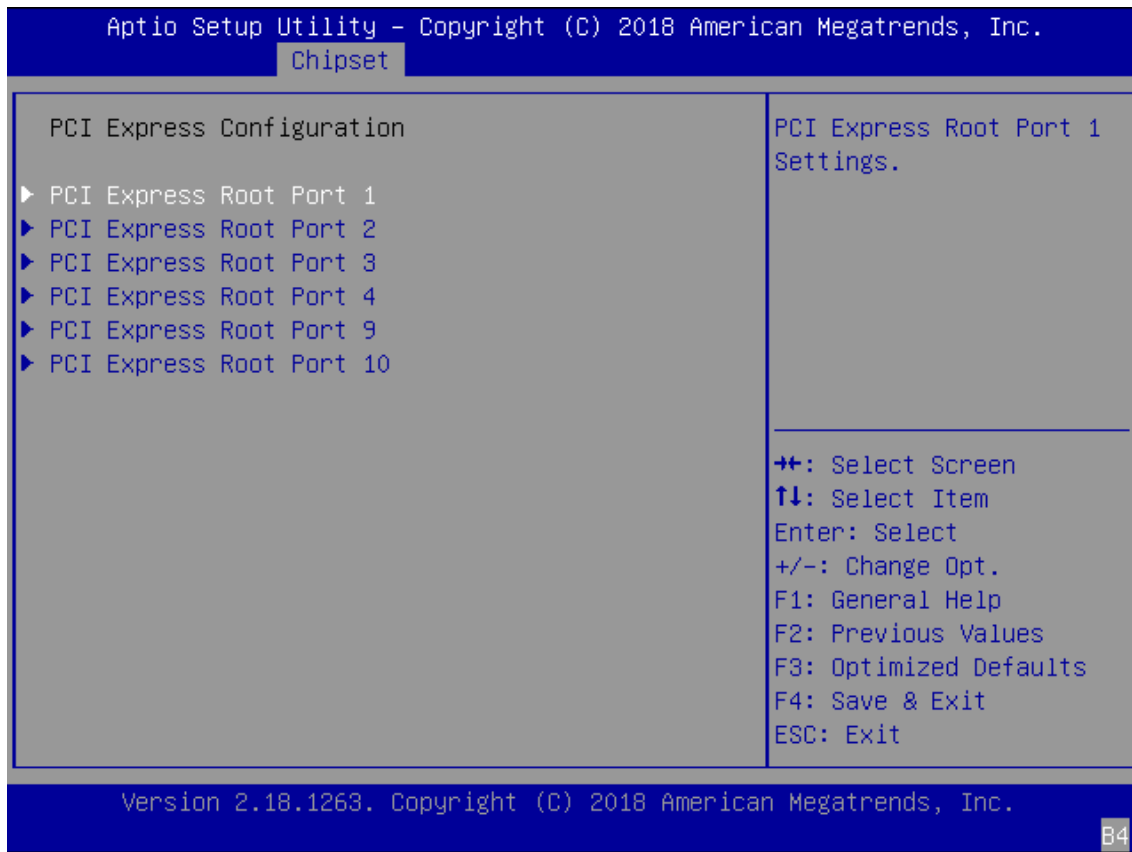 Aptio Setup Utility – Copyright (C) 2018 American Megatrends, Inc.
Chipset
PCI Express Configuration
PCI Express Root Port 1
PCI Express Root Port 2
PCI Express Root Port 3
PCI Express Root Port 4
PCI Express Root Port 9
PCI Express Root Port 10
PCI Express Root Port 1
Settings.
→←: Select Screen
↑↓: Select Item
Enter: Select
+/-: Change Opt.
F1: General Help
F2: Previous Values
F3: Optimized Defaults
F4: Save & Exit
ESC: Exit
Version 2.18.1263. Copyright (C) 2018 American Megatrends, Inc.
B4